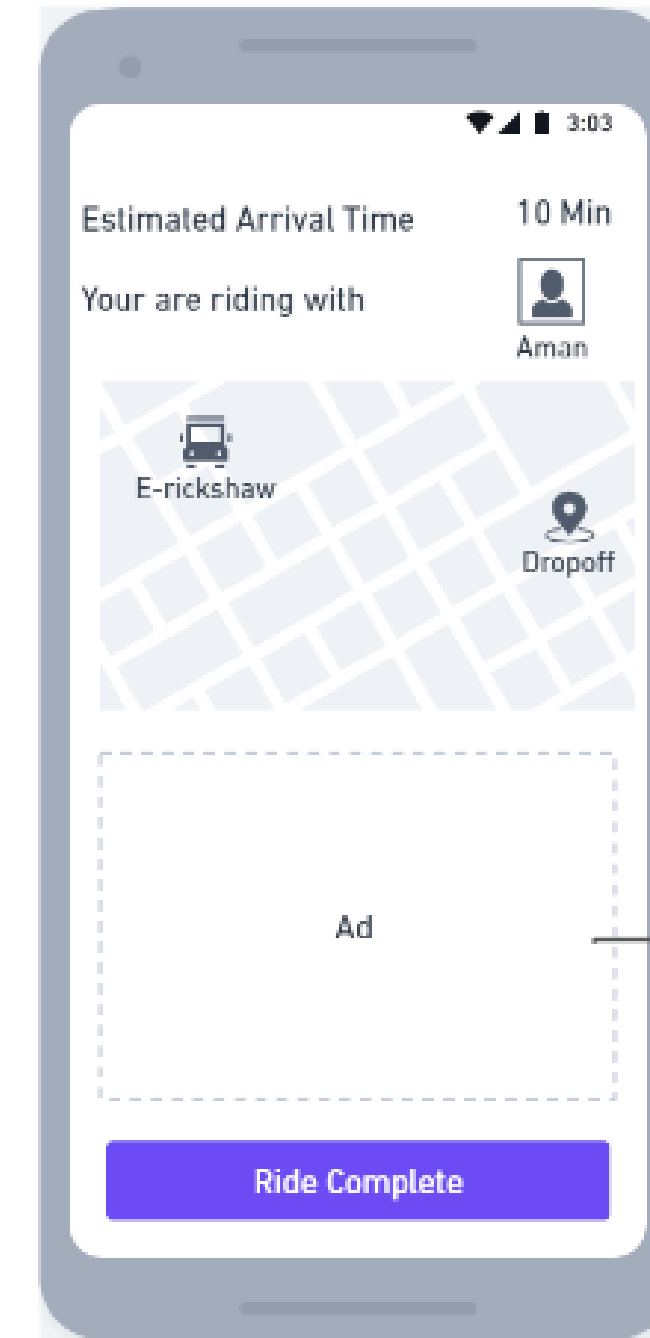 3:03
Estimated Arrival Time 10 Min
Your are riding with
Aman
E-rickshaw
Dropoff
Ad
Ride Complete